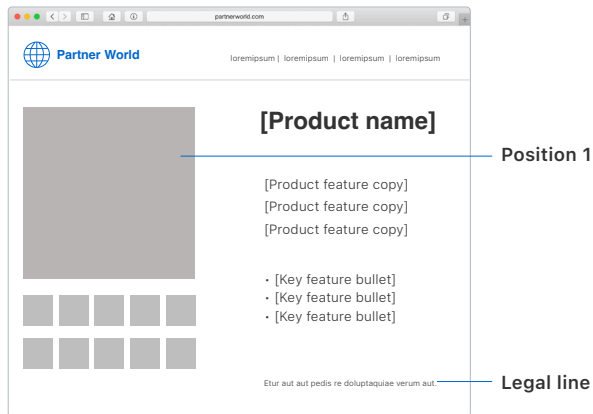 partnerworld.com
Partner World
loremipsum | loremipsum | loremipsum | loremipsum
[Product name]
Position 1
[Product feature copy]
[Product feature copy]
[Product feature copy]
• [Key feature bullet]
• [Key feature bullet]
• [Key feature bullet]
Etur aut aut pedis re doluptaquiae verum aut.
Legal line